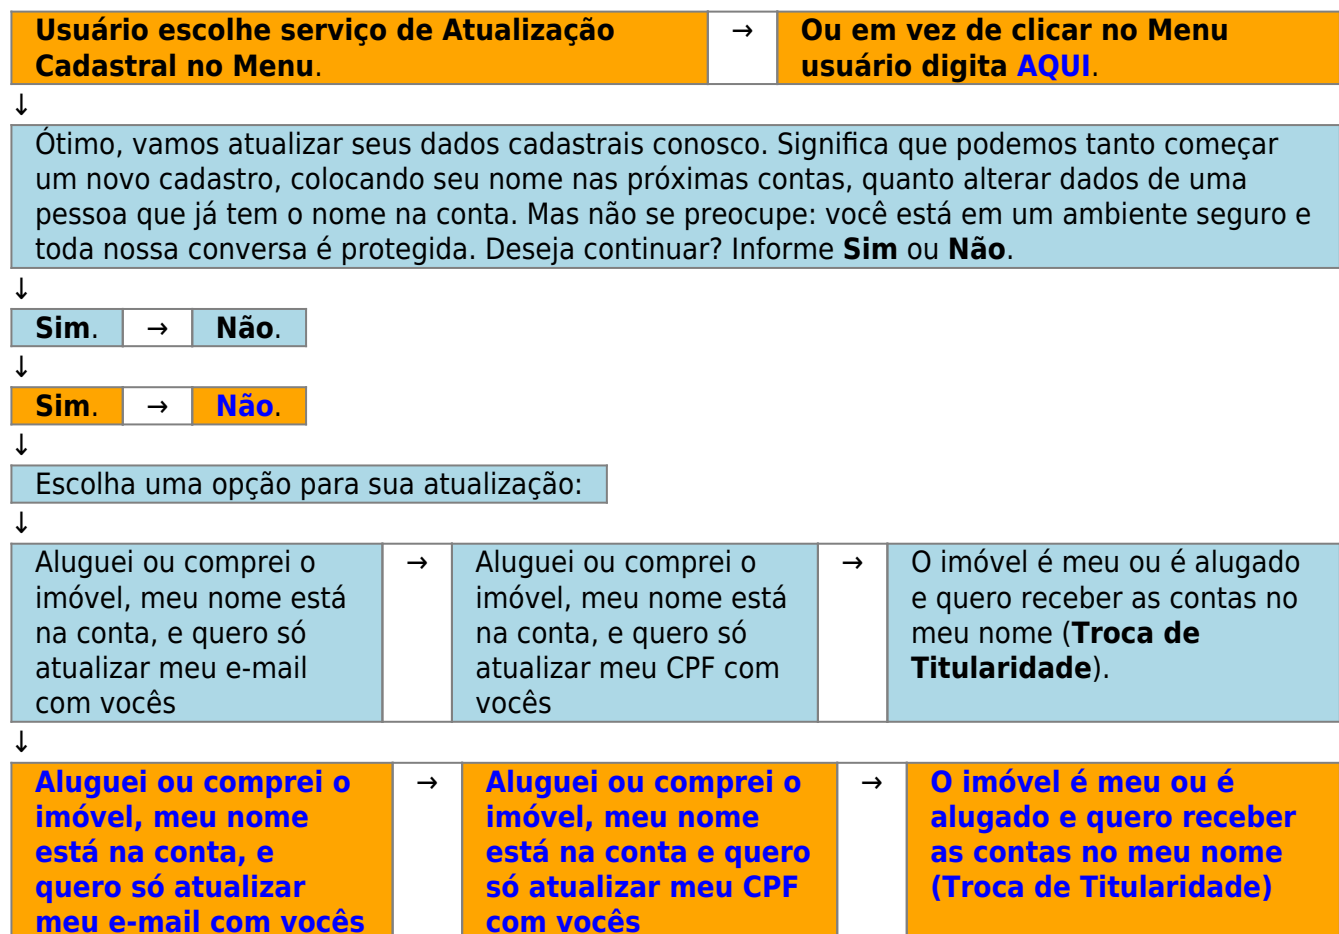 Usuário escolhe serviço de Atualização
Cadastral no Menu.
→
Ou em vez de clicar no Menu
usuário digita AQUI.
↓
Ótimo, vamos atualizar seus dados cadastrais conosco. Significa que podemos tanto começar
um novo cadastro, colocando seu nome nas próximas contas, quanto alterar dados de uma
pessoa que já tem o nome na conta. Mas não se preocupe: você está em um ambiente seguro e
toda nossa conversa é protegida. Deseja continuar? Informe Sim ou Não.
↓
Sim. → Não.
↓
Sim. → Não.
↓
Escolha uma opção para sua atualização:
↓
Aluguei ou comprei o
imóvel, meu nome está
na conta, e quero só
atualizar meu e-mail
com vocês
→
Aluguei ou comprei o
imóvel, meu nome está
na conta, e quero só
atualizar meu CPF com
vocês
→
O imóvel é meu ou é alugado
e quero receber as contas no
meu nome (Troca de
Titularidade).
↓
Aluguei ou comprei o
imóvel, meu nome
está na conta, e
quero só atualizar
meu e-mail com vocês
→
Aluguei ou comprei o
imóvel, meu nome
está na conta e quero
só atualizar meu CPF
com vocês
→
O imóvel é meu ou é
alugado e quero receber
as contas no meu nome
(Troca de Titularidade)